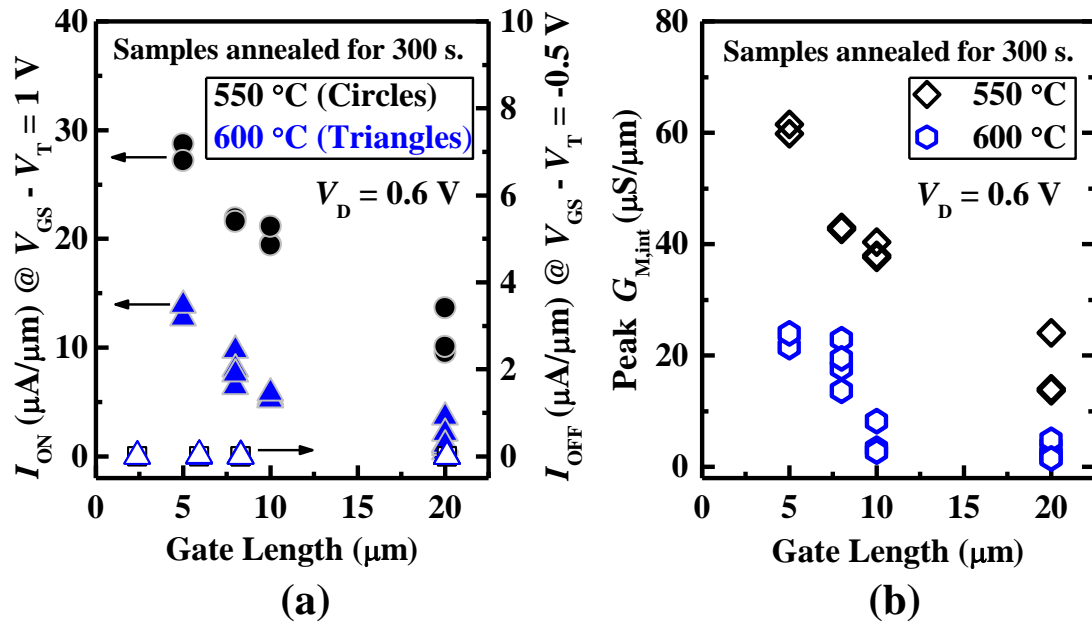 Samples annealed for 300 s.
550 °C (Circles)
600 °C (Triangles)
V_D = 0.6 V
I_ON (µA/µm) @ V_GS - V_T = 1 V
40
30
20
10
0
I_OFF (µA/µm) @ V_GS - V_T = -0.5 V
10
8
6
4
2
0
0 5 10 15 20
Gate Length (µm)
(a)
Samples annealed for 300 s.
550 °C
600 °C
V_D = 0.6 V
Peak G_M,int (µS/µm)
80
60
40
20
0
0 5 10 15 20
Gate Length (µm)
(b)